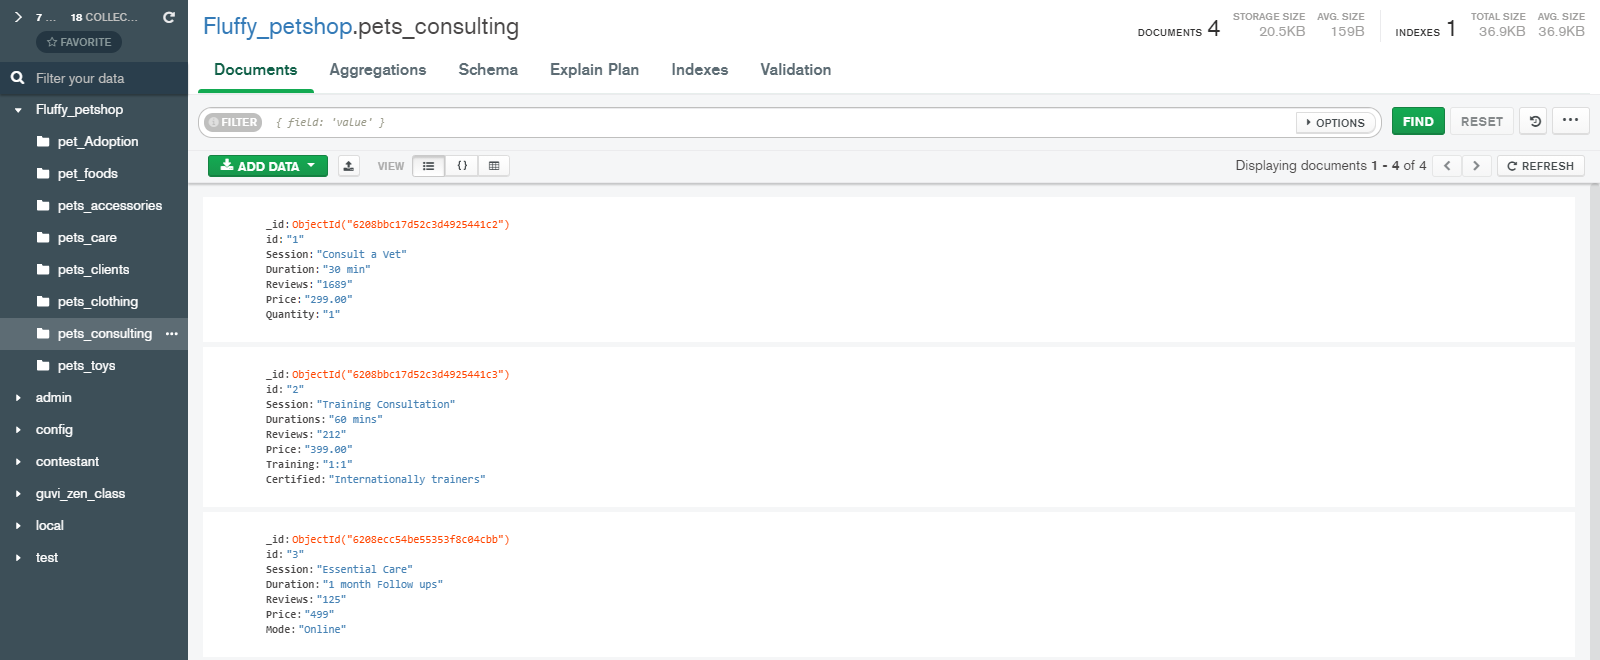 7 ... 18 COLLEC...
FAVORITE
Filter your data
Fluffy_petshop
pet_Adoption
pet_foods
pets_accessories
pets_care
pets_clients
pets_clothing
pets_consulting ...
pets_toys
admin
config
contestant
guvi_zen_class
local
test
Fluffy_petshop.pets_consulting
DOCUMENTS 4
STORAGE SIZE
20.5KB
AVG. SIZE
159B
INDEXES 1
TOTAL SIZE
36.9KB
AVG. SIZE
36.9KB
Documents Aggregations Schema Explain Plan Indexes Validation
FILTER { field: 'value' } OPTIONS FIND RESET ...
ADD DATA VIEW {} Displaying documents 1 - 4 of 4 < > REFRESH
_id: ObjectId("6208bbc17d52c3d4925441c2")
id: "1"
Session: "Consult a Vet"
Duration: "30 min"
Reviews: "1689"
Price: "299.00"
Quantity: "1"
_id: ObjectId("6208bbc17d52c3d4925441c3")
id: "2"
Session: "Training Consultation"
Durations: "60 mins"
Reviews: "212"
Price: "399.00"
Training: "1:1"
Certified: "Internationally trainers"
_id: ObjectId("6208ecc54be55353f8c04cbb")
id: "3"
Session: "Essential Care"
Duration: "1 month Follow ups"
Reviews: "125"
Price: "499"
Mode: "Online"